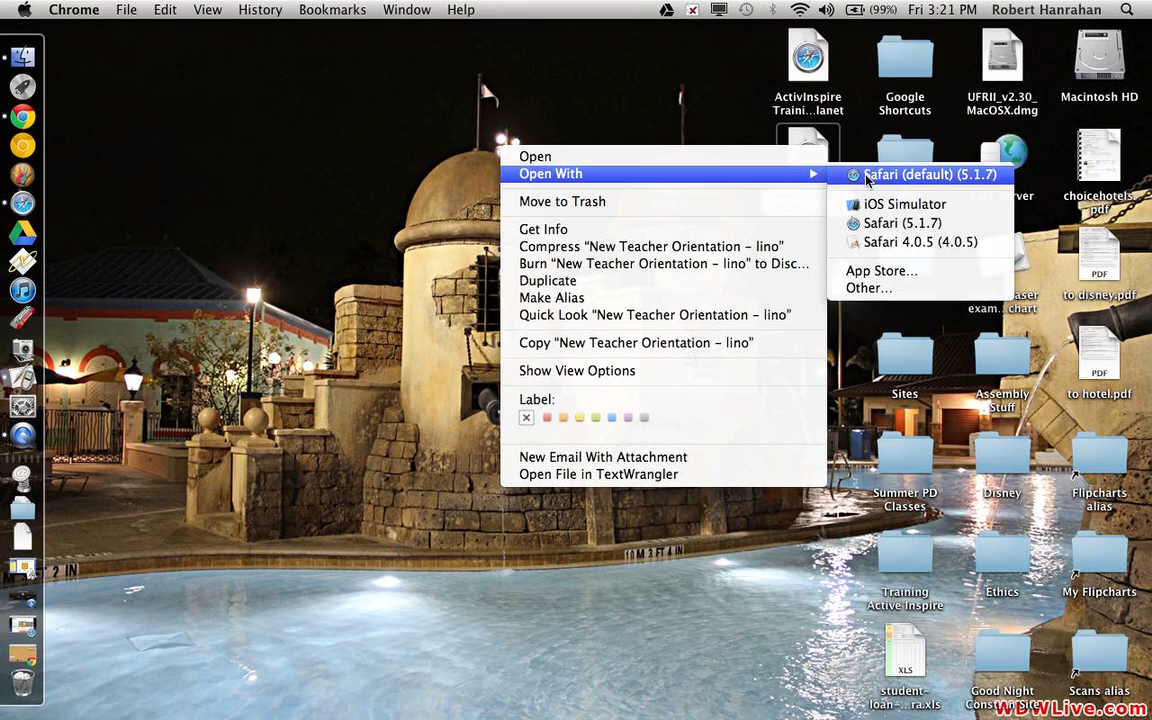 Chrome File Edit View History Bookmarks Window Help (99%) Fri 3:21 PM Robert Hanrahan
ActivInspire
Traini...lanet
Google
Shortcuts
UFRII_v2.30_
MacOSX.dmg
Macintosh HD
Open
Open With
Move to Trash
Get Info
Compress “New Teacher Orientation – lino”
Burn “New Teacher Orientation – lino” to Disc...
Duplicate
Make Alias
Quick Look “New Teacher Orientation – lino”
Copy “New Teacher Orientation – lino”
Show View Options
Label:
New Email With Attachment
Open File in TextWrangler
Safari (default) (5.1.7)
iOS Simulator
Safari (5.1.7)
Safari 4.0.5 (4.0.5)
App Store...
Other...
server
choicehotels.
pdf
exam...chart
PDF
to disney.pdf
Sites
Assembly
Stuff
PDF
to hotel.pdf
Summer PD
Classes
Disney
Flipcharts
alias
Training
Active Inspire
Ethics
My Flipcharts
XLS
student-
loan-...ra.xls
Good Night
Scans alias
10 M 3 FT 4 IN
2 IN
WDWLive.com